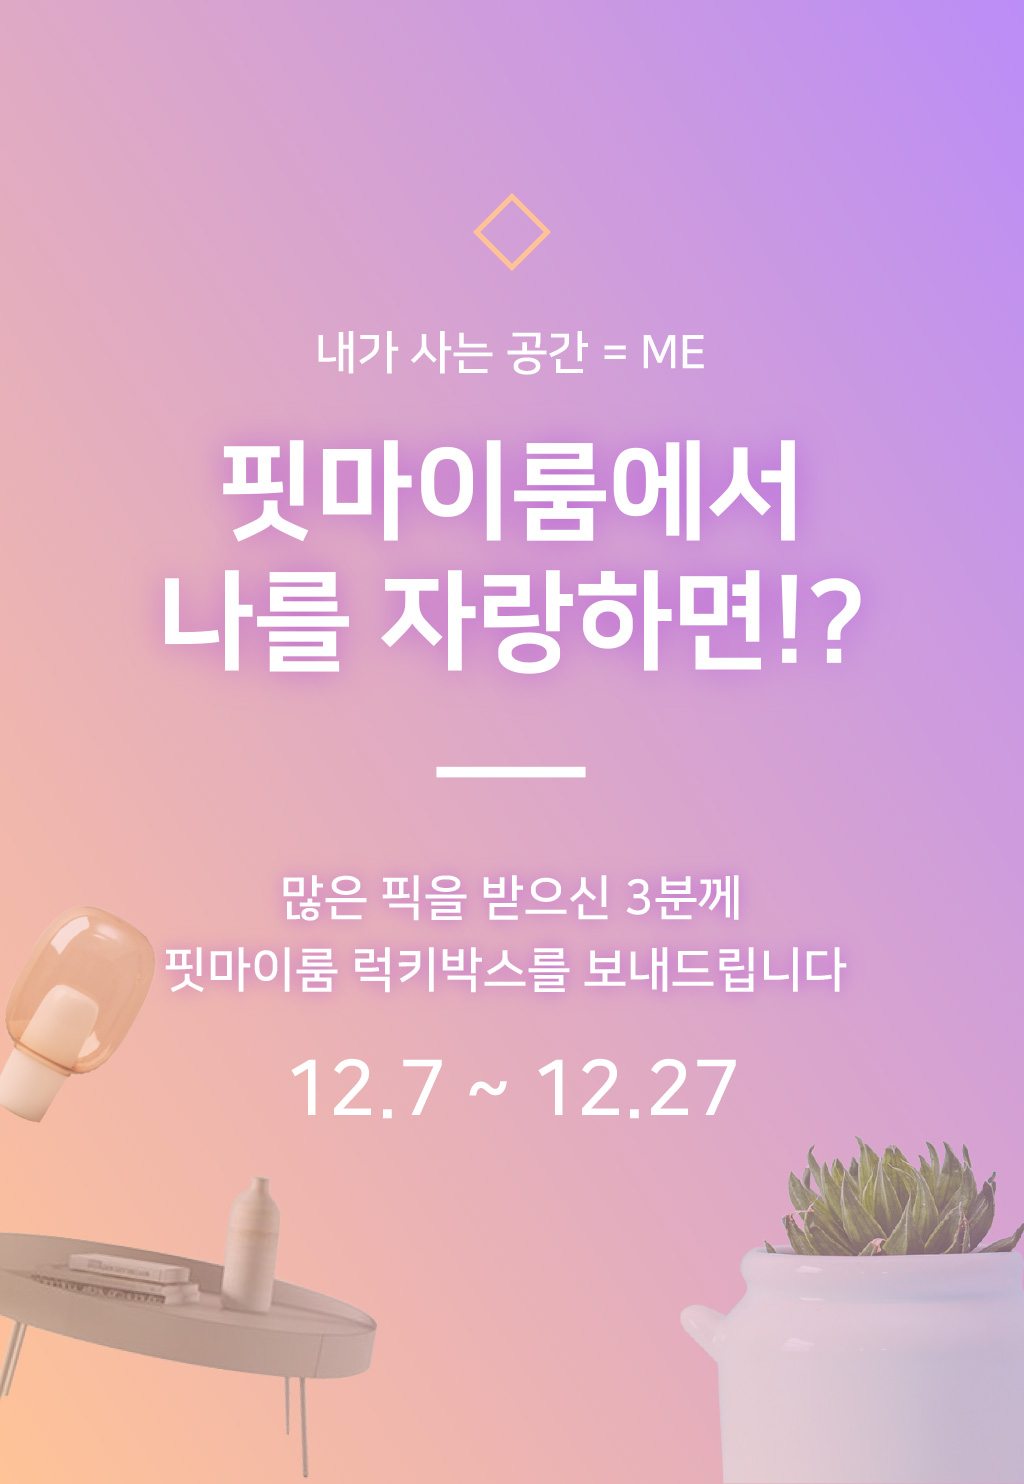 내가 사는 공간 = ME
핏마이룸에서
나를 자랑하면!?
많은 픽을 받으신 3분께
핏마이룸 럭키박스를 보내드립니다
12.7 ~ 12.27